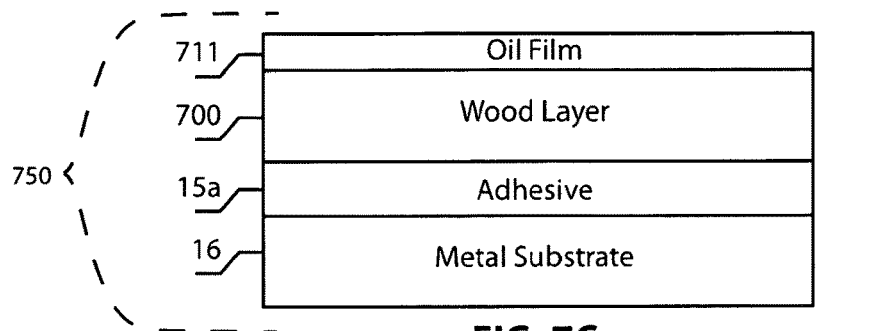 711 Oil Film
700 Wood Layer
750
15a Adhesive
16 Metal Substrate